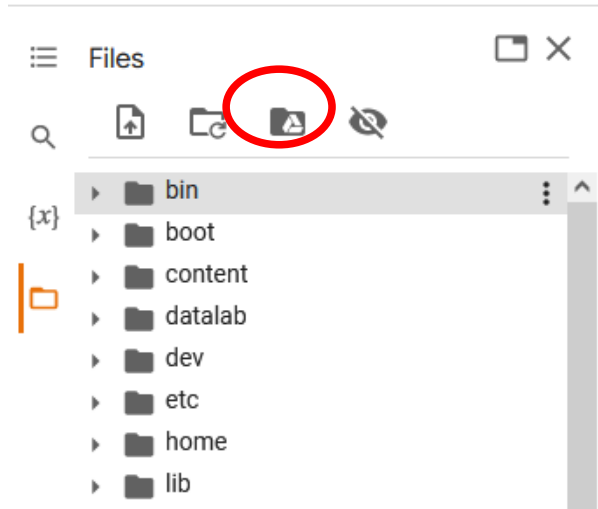 Files
{x}
bin
boot
content
datalab
dev
etc
home
lib